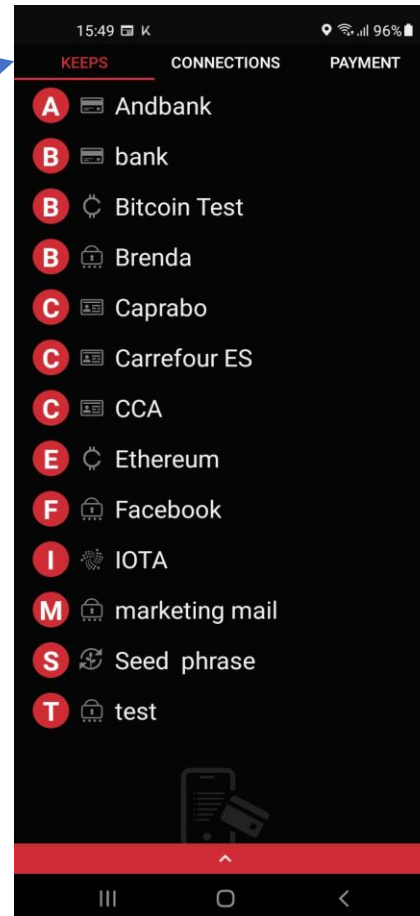 15:49 K 96%
KEEPS CONNECTIONS PAYMENT
A Andbank
B bank
B Bitcoin Test
B Brenda
C Caprabo
C Carrefour ES
C CCA
E Ethereum
F Facebook
I IOTA
M marketing mail
S Seed phrase
T test